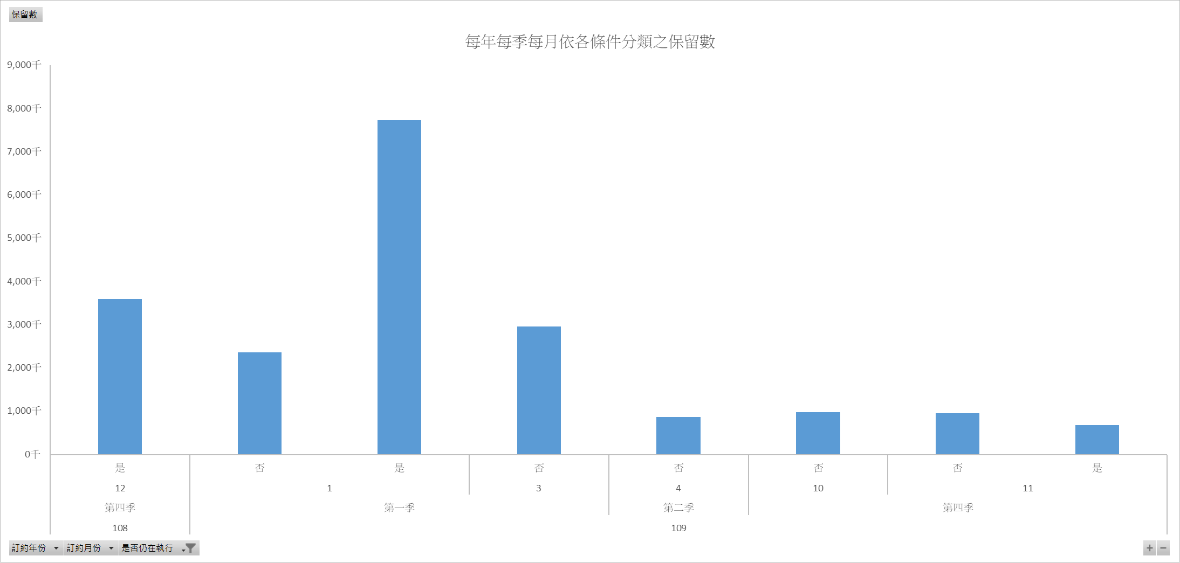 保留數
每年每季每月依各條件分類之保留數
9,000千
8,000千
7,000千
6,000千
5,000千
4,000千
3,000千
2,000千
1,000千
0千
是 否 是 否 否 否 否 是
12 1 3 4 10 11
第四季 第一季 第二季 第四季
108 109
訂約年份 訂約月份 是否仍在執行